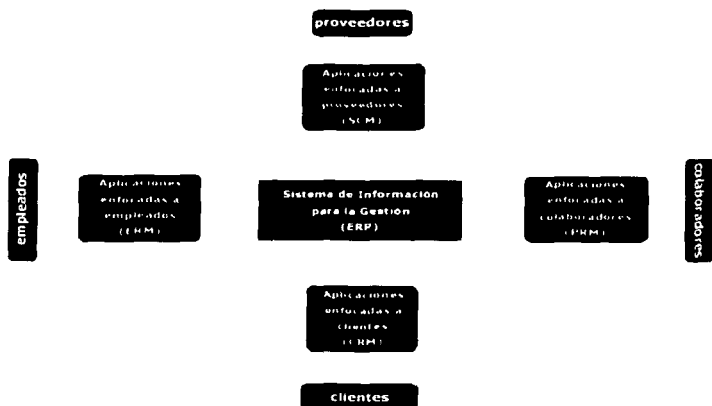 proveedores
Aplicaciones
enfocadas a
proveedores
(SCM)
empleados
Aplicaciones
enfocadas a
empleados
(ERM)
Sistema de Información
para la Gestión
(ERP)
Aplicaciones
enfocadas a
colaboradores
(PRM)
colaboradores
Aplicaciones
enfocadas a
clientes
(CRM)
clientes